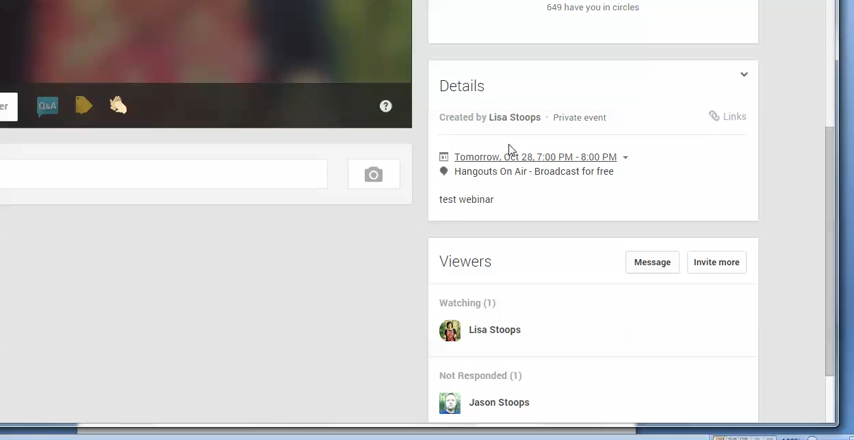 649 have you in circles
Details
Created by Lisa Stoops · Private event
Links
er
Q&A
?
Tomorrow, Oct 28, 7:00 PM - 8:00 PM
Hangouts On Air - Broadcast for free
test webinar
Viewers
Message
Invite more
Watching (1)
Lisa Stoops
Not Responded (1)
Jason Stoops